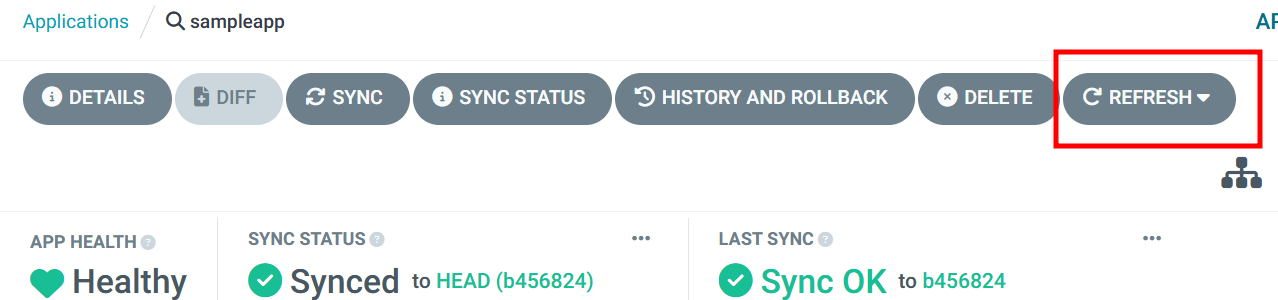 Applications / sampleapp
AP
DETAILS DIFF SYNC SYNC STATUS HISTORY AND ROLLBACK DELETE REFRESH
APP HEALTH ? SYNC STATUS ? ... LAST SYNC ? ...
Healthy Synced to HEAD (b456824) Sync OK to b456824